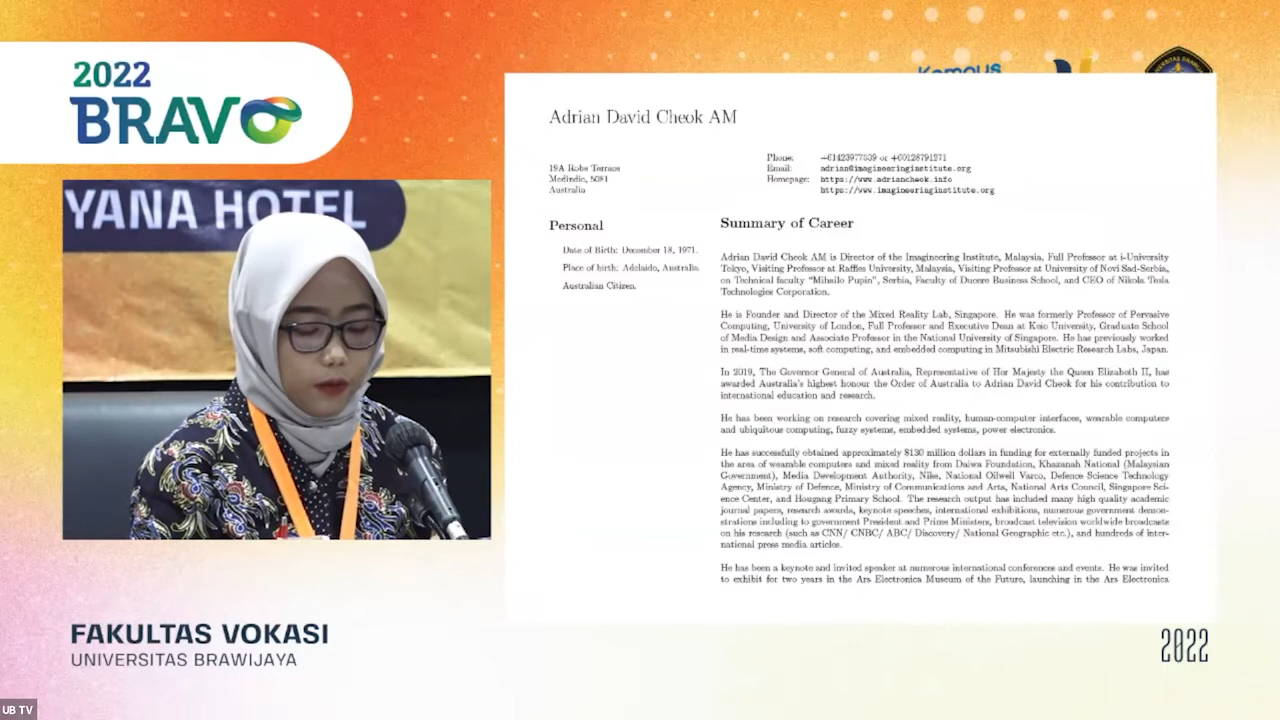 2022
BRAVO
YANA HOTEL
FAKULTAS VOKASI
UNIVERSITAS BRAWIJAYA
UB TV
Kampus
UNIVERSITAS BRAWIJAYA
Adrian David Cheok AM
19A Robe Terrace
Medindie, 5081
Australia
Phone:
Email: adrian@imagineeringinstitute.org
Homepage: https://www.adriancheok.info
https://www.imagineeringinstitute.org
Personal
Date of Birth: December 18, 1971.
Place of birth: Adelaide, Australia
Australian Citizen.
Summary of Career
Adrian David Cheok AM is Director of the Imagineering Institute, Malaysia, Full Professor at i-University
Tokyo, Visiting Professor at Raffles University, Malaysia, Visiting Professor at University of Novi Sad-Serbia,
on Technical faculty "Mihailo Pupin", Serbia, Faculty of Ducere Business School, and CEO of Nikola Tesla
Technologies Corporation.
He is Founder and Director of the Mixed Reality Lab, Singapore. He was formerly Professor of Pervasive
Computing, University of London, Full Professor and Executive Dean at Keio University, Graduate School
of Media Design and Associate Professor in the National University of Singapore. He has previously worked
in real-time systems, soft computing, and embedded computing in Mitsubishi Electric Research Labs, Japan.
In 2019, The Governor General of Australia, Representative of Her Majesty the Queen Elizabeth II, has
awarded Australia's highest honour the Order of Australia to Adrian David Cheok for his contribution to
international education and research.
He has been working on research covering mixed reality, human-computer interfaces, wearable computers
and ubiquitous computing, fuzzy systems, embedded systems, power electronics.
He has successfully obtained approximately $130 million dollars in funding for externally funded projects in
the area of wearable computers and mixed reality from Daiwa Foundation, Khazanah National (Malaysian
Government), Media Development Authority, Nike, National Oilwell Varco, Defence Science Technology
Agency, Ministry of Defence, Ministry of Communications and Arts, National Arts Council, Singapore Sci-
ence Center, and Hougang Primary School. The research output has included many high quality academic
journal papers, research awards, keynote speeches, international exhibitions, numerous government demon-
strations including to government President and Prime Ministers, broadcast television worldwide broadcasts
on his research (such as CNN/ CNBC/ ABC/ Discovery/ National Geographic etc.), and hundreds of inter-
national press media articles.
He has been a keynote and invited speaker at numerous international conferences and events. He was invited
to exhibit for two years in the Ars Electronica Museum of the Future, launching in the Ars Electronica
2022